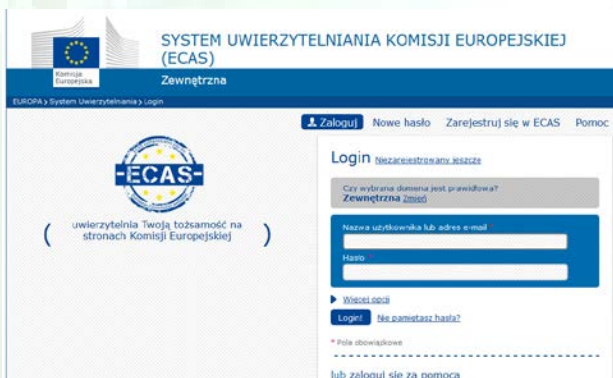 SYSTEM UWIERZYTELNIANIA KOMISJI EUROPEJSKIEJ
(ECAS)
Komisja
Europejska
Zewnętrzna
EUROPA > System Uwierzytelniania > Login
Zaloguj Nowe hasło Zarejestruj się w ECAS Pomoc
ECAS
uwierzytelnia Twoją tożsamość na
stronach Komisji Europejskiej
Login Niezarejestrowany jeszcze
Czy wybrana domena jest prawidłowa?
Zewnętrzna Zmień
Nazwa użytkownika lub adres e-mail *
Hasło *
Więcej opcji
Login! Nie pamiętasz hasła?
* Pola obowiązkowe
lub zaloguj się za pomocą